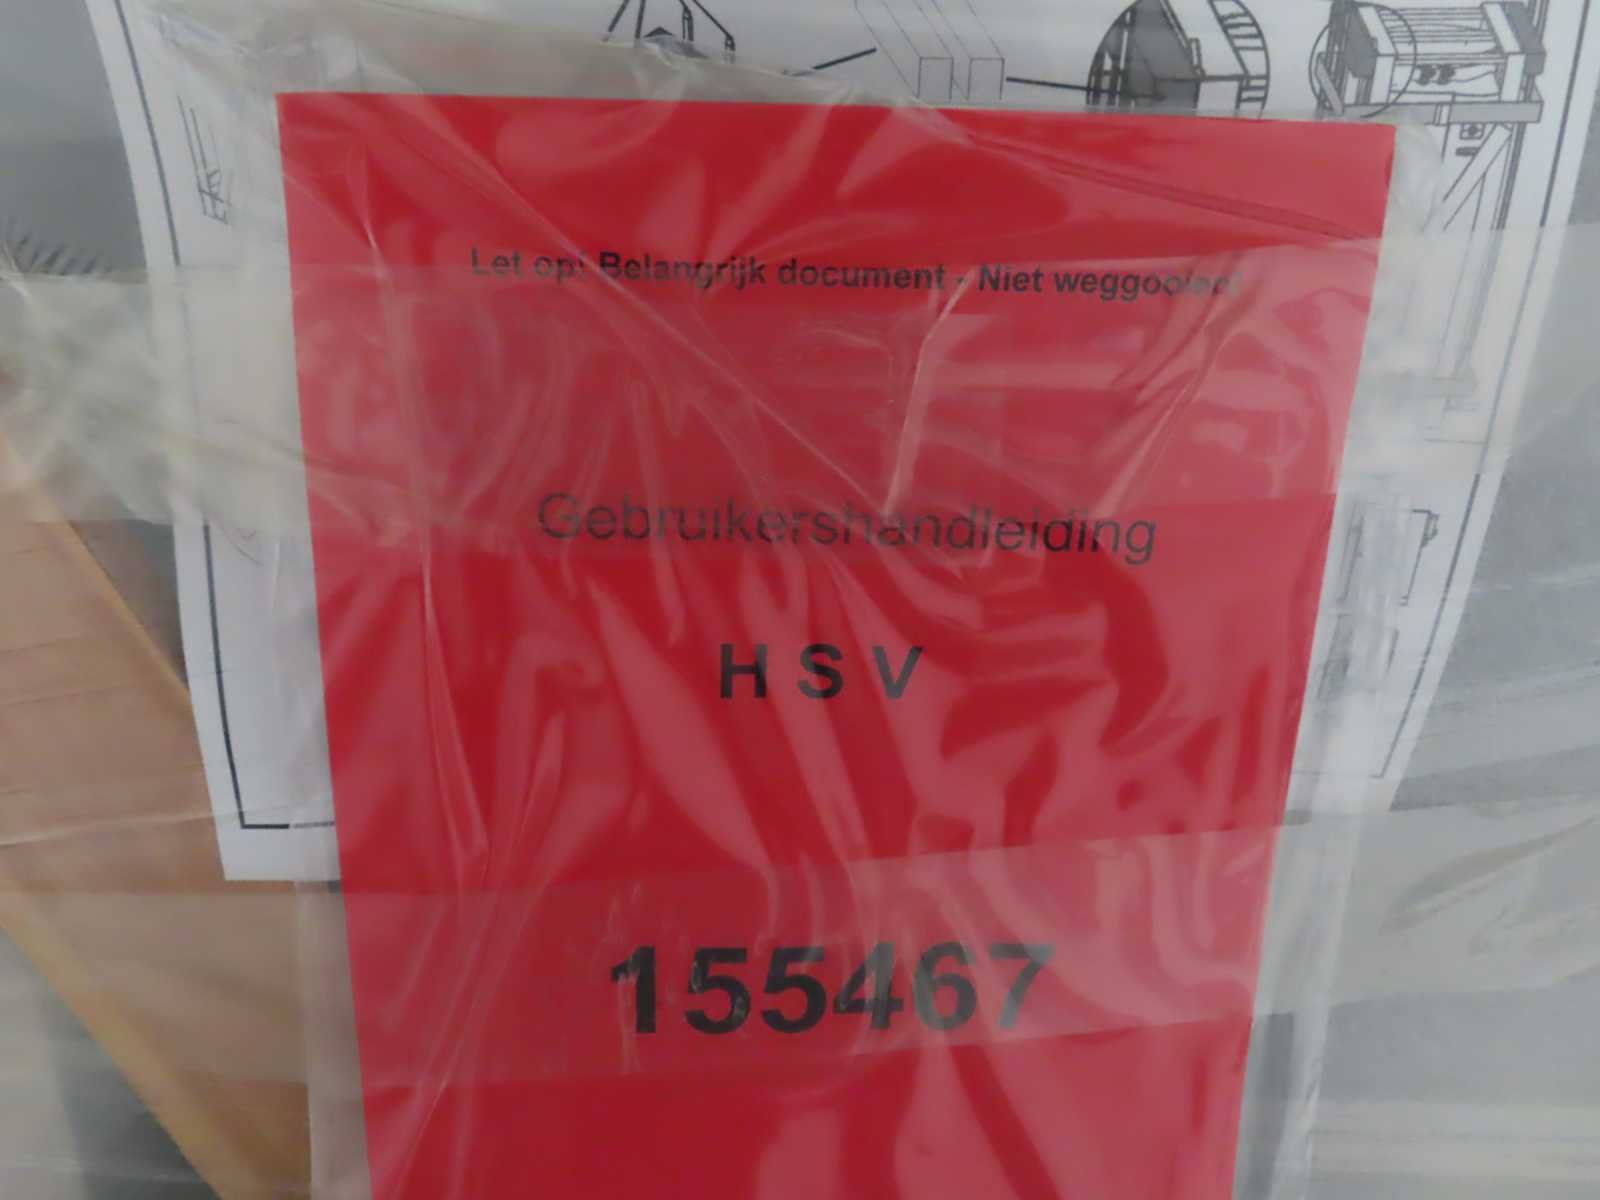 Let op! Belangrijk document - Niet weggooien!
Gebruikershandleiding
H S V
155467